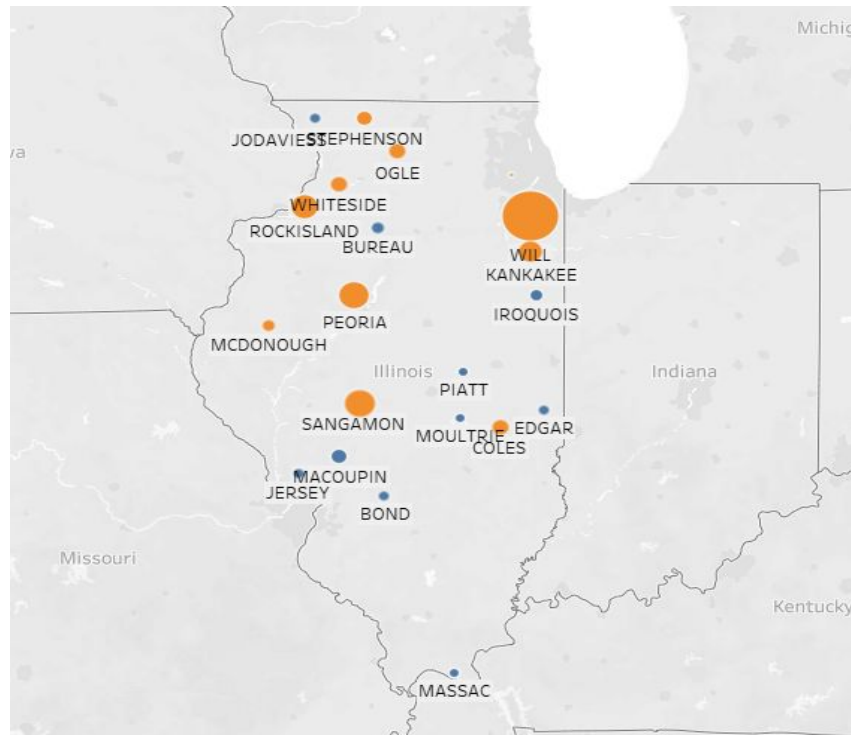 Michig
JODAVIESS
STEPHENSON
va
OGLE
WHITESIDE
ROCKISLAND
BUREAU
WILL
KANKAKEE
IROQUOIS
PEORIA
MCDONOUGH
Illinois
Indiana
PIATT
SANGAMON
MOULTRIE
EDGAR
COLES
MACOUPIN
JERSEY
BOND
Missouri
Kentucky
MASSAC